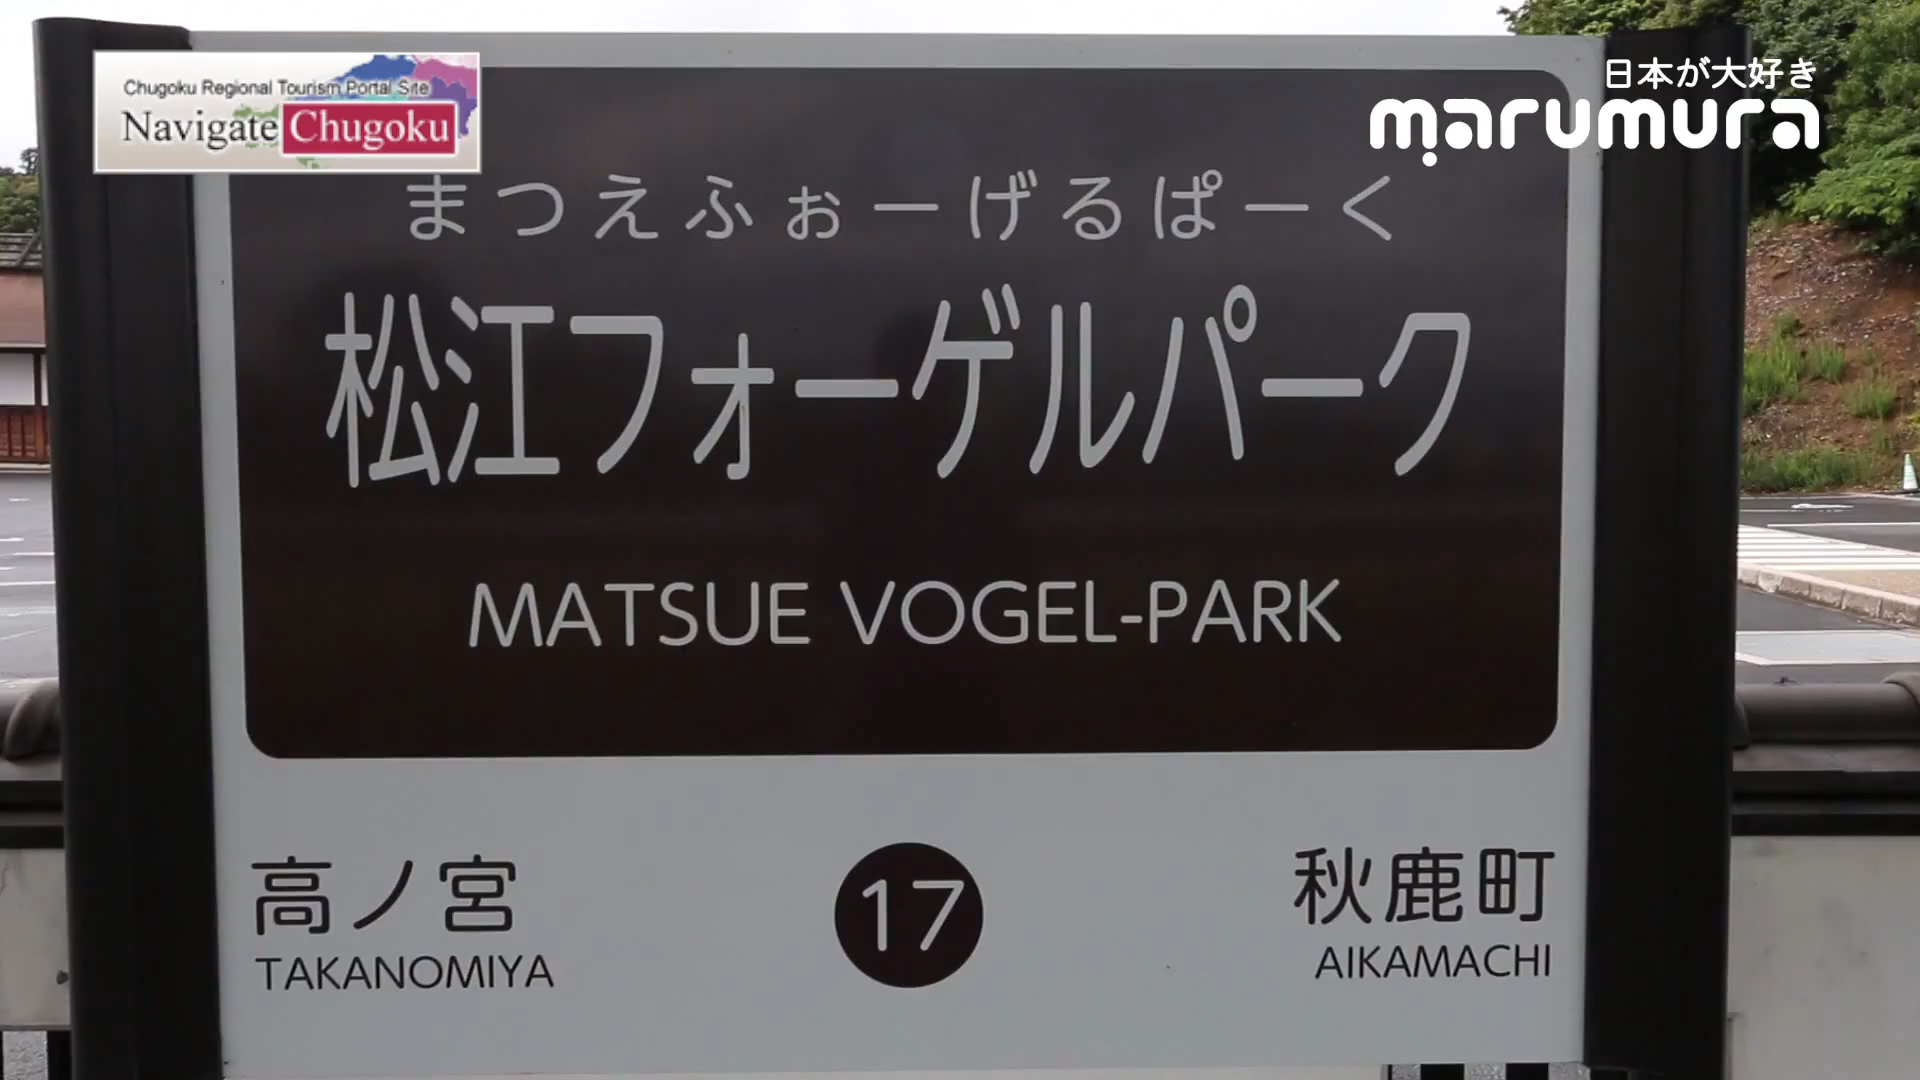 Chugoku Regional Tourism Portal Site
Navigate Chugoku
日本が大好き
marumura
まつえふぉーげるぱーく
松江フォーゲルパーク
MATSUE VOGEL-PARK
高ノ宮
TAKANOMIYA
17
秋鹿町
AIKAMACHI